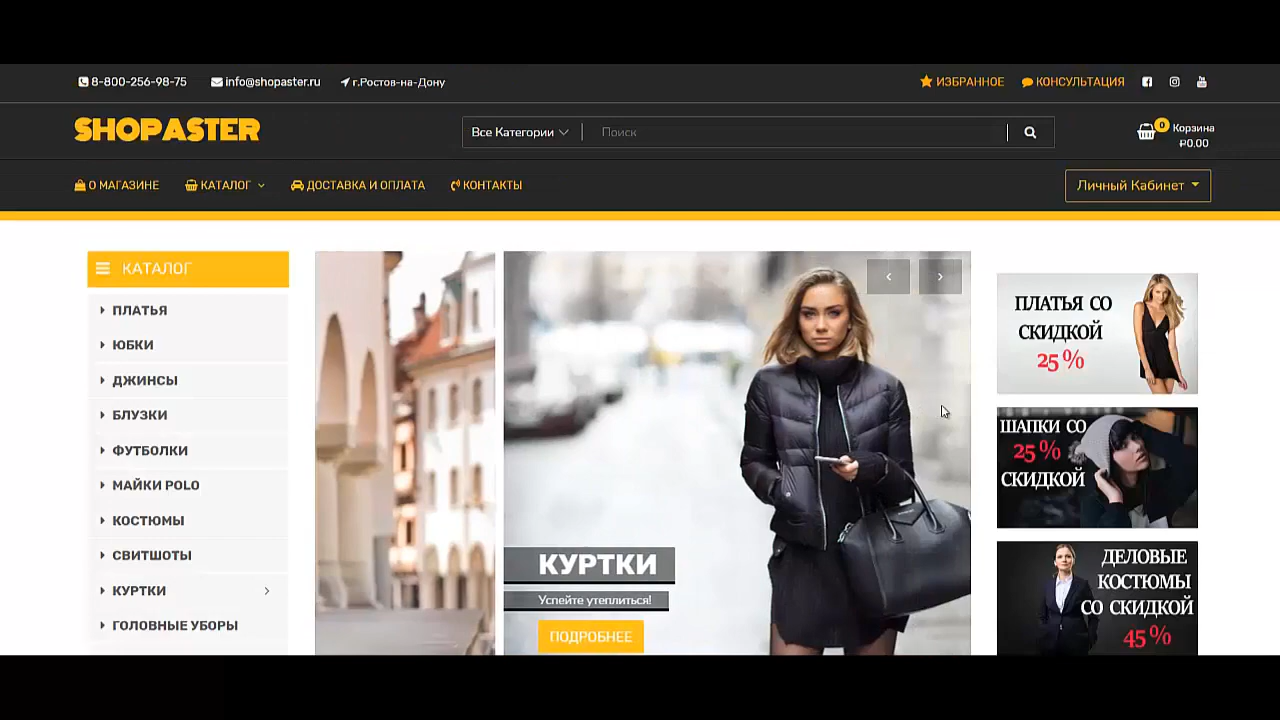 8-800-256-98-75 info@shopaster.ru г.Ростов-на-Дону ИЗБРАННОЕ КОНСУЛЬТАЦИЯ
SHOPASTER
Все Категории Поиск
0 Корзина
₽0.00
О МАГАЗИНЕ КАТАЛОГ ДОСТАВКА И ОПЛАТА КОНТАКТЫ Личный Кабинет
КАТАЛОГ
ПЛАТЬЯ
ЮБКИ
ДЖИНСЫ
БЛУЗКИ
ФУТБОЛКИ
МАЙКИ POLO
КОСТЮМЫ
СВИТШОТЫ
КУРТКИ
ГОЛОВНЫЕ УБОРЫ
КУРТКИ
Успейте утеплиться!
ПОДРОБНЕЕ
ПЛАТЬЯ СО
СКИДКОЙ
25%
ШАПКИ СО
25%
СКИДКОЙ
ДЕЛОВЫЕ
КОСТЮМЫ
СО СКИДКОЙ
45%